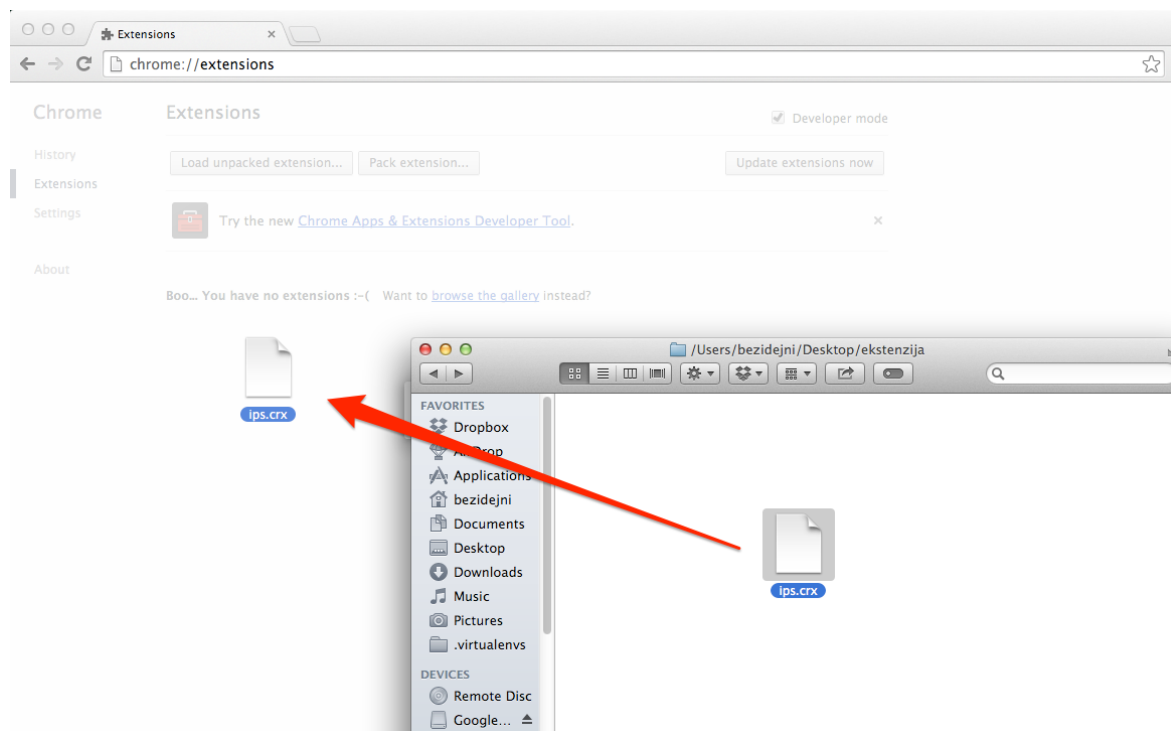 Extensions
chrome://extensions
Chrome
Extensions
Developer mode
History
Load unpacked extension...
Pack extension...
Update extensions now
Extensions
Settings
Try the new Chrome Apps & Extensions Developer Tool.
About
Boo... You have no extensions :-( Want to browse the gallery instead?
ips.crx
/Users/bezidejni/Desktop/ekstenzija
FAVORITES
Dropbox
AirDrop
Applications
bezidejni
Documents
Desktop
Downloads
Music
Pictures
.virtualenvs
DEVICES
Remote Disc
Google...
ips.crx